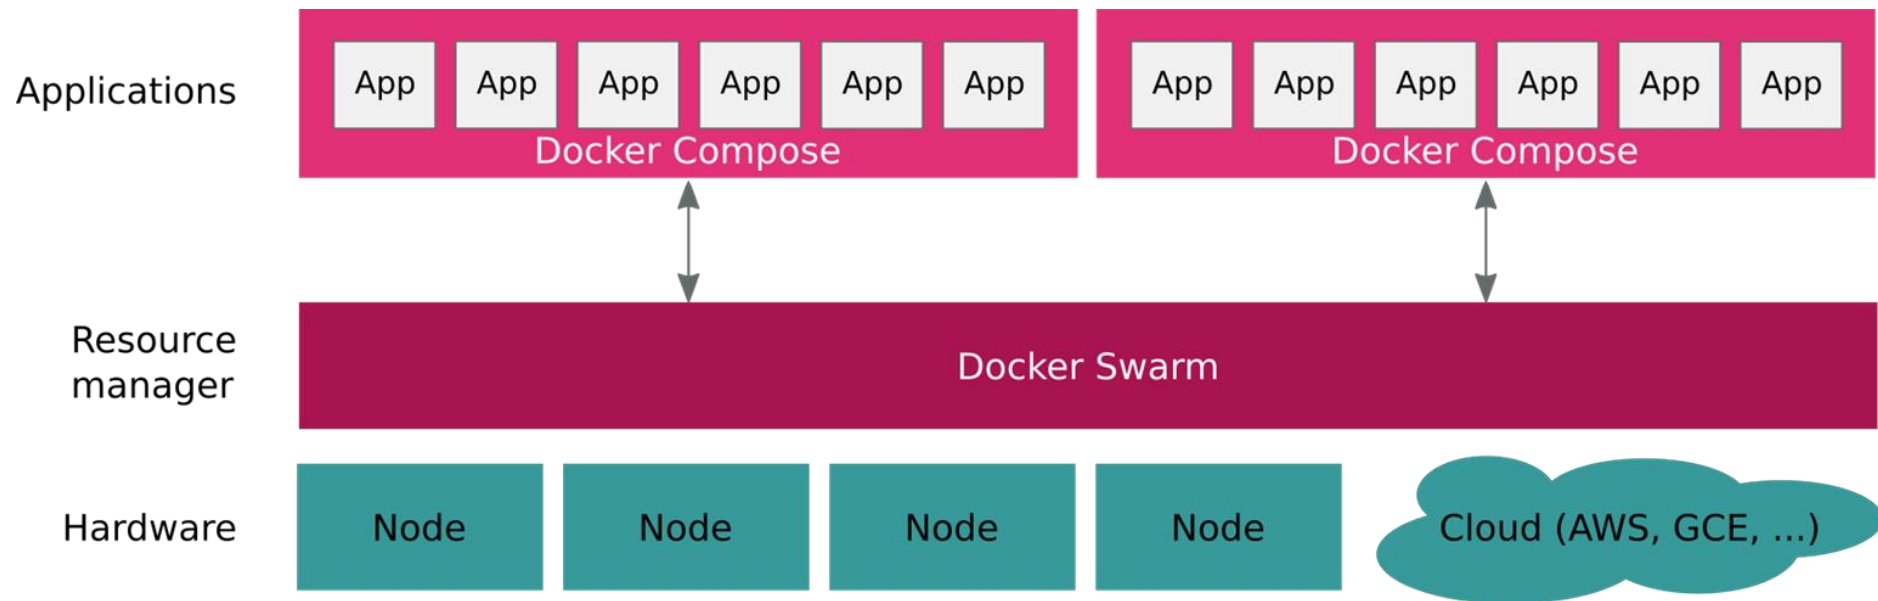 Applications
App App App App App App
Docker Compose
App App App App App App
Docker Compose
Resource
manager
Docker Swarm
Hardware
Node Node Node Node Cloud (AWS, GCE, ...)